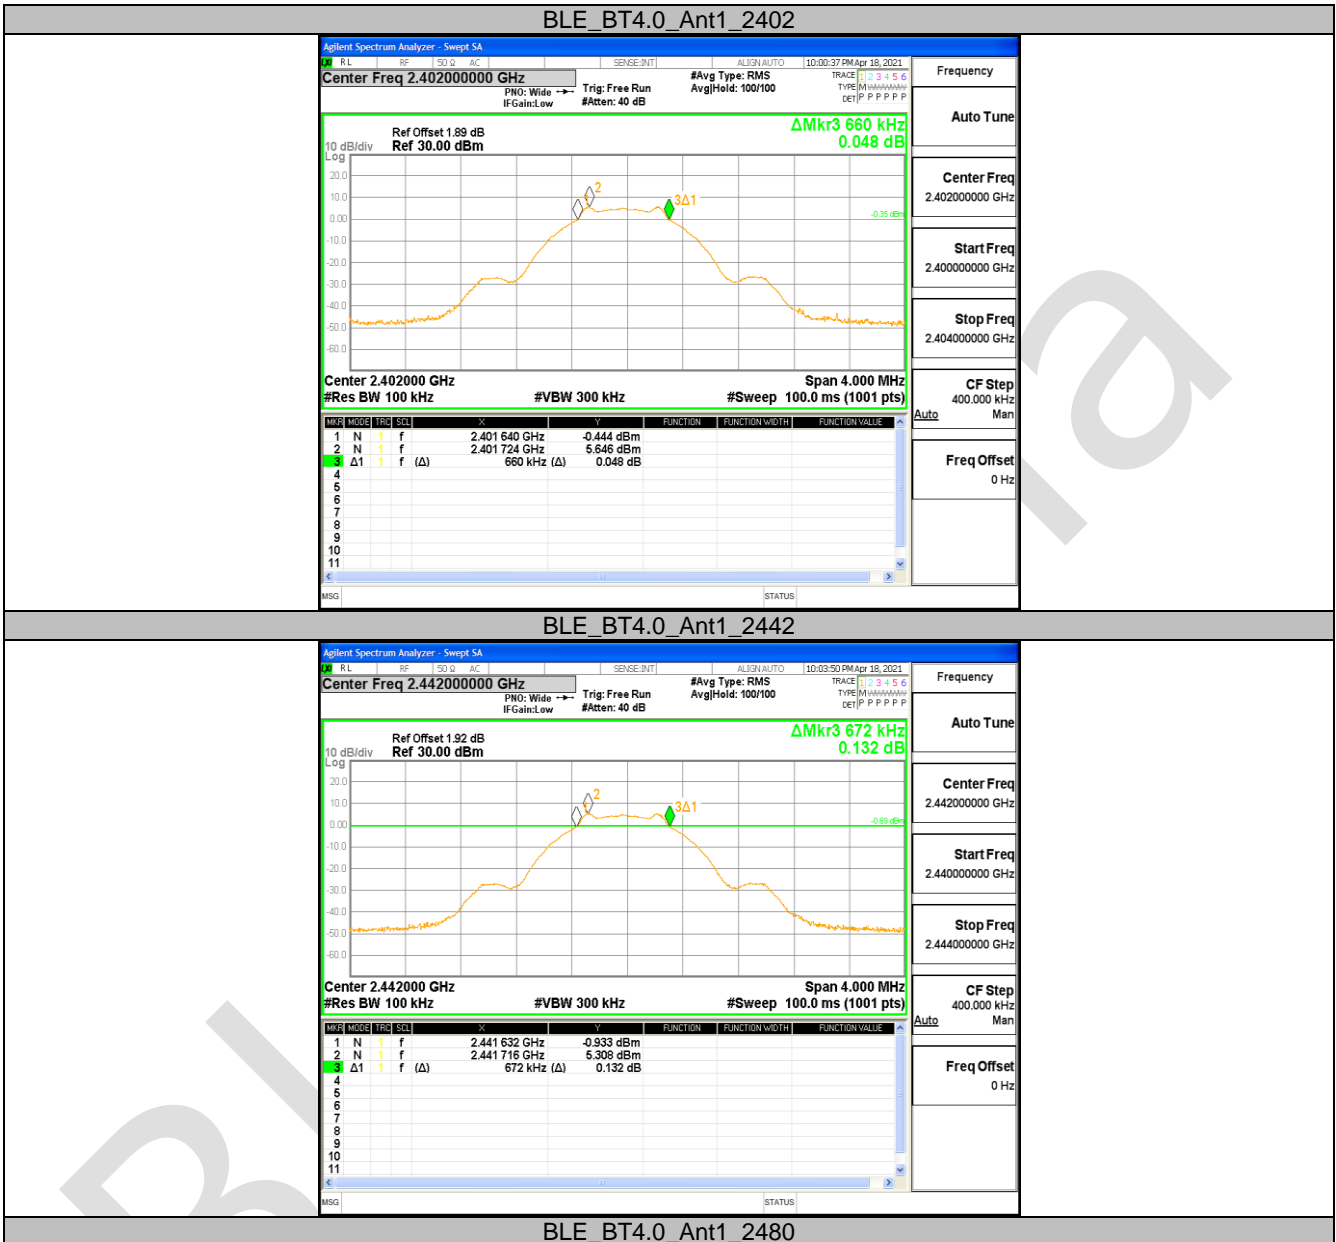 BLE_BT4.0_Ant1_2402
Agilent Spectrum Analyzer - Swept SA
LXI RL RF 50 Ω AC SENSE:INT ALIGN AUTO 10:00:37 PM Apr 18, 2021
Center Freq 2.402000000 GHz
PNO: Wide
IFGain:Low
Trig: Free Run
#Atten: 40 dB
#Avg Type: RMS
Avg|Hold: 100/100
TRACE 1 2 3 4 5 6
TYPE M WWWWW
DET P P P P P P
Frequency
Auto Tune
Center Freq
2.402000000 GHz
Start Freq
2.400000000 GHz
Stop Freq
2.404000000 GHz
CF Step
400.000 kHz
Auto Man
Freq Offset
0 Hz
ΔMkr3 660 kHz
0.048 dB
Ref Offset 1.89 dB
10 dB/div Ref 30.00 dBm
Log
20.0
10.0
0.00
-10.0
-20.0
-30.0
-40.0
-50.0
-60.0
2
3Δ1
-0.35 dBm
Center 2.402000 GHz Span 4.000 MHz
#Res BW 100 kHz #VBW 300 kHz #Sweep 100.0 ms (1001 pts)
MKR MODE TRC SCL X Y FUNCTION FUNCTION WIDTH FUNCTION VALUE
1 N 1 f 2.401 640 GHz -0.444 dBm
2 N 1 f 2.401 724 GHz 5.646 dBm
3 Δ1 1 f (Δ) 660 kHz (Δ) 0.048 dB
4
5
6
7
8
9
10
11
MSG STATUS
BLE_BT4.0_Ant1_2442
Agilent Spectrum Analyzer - Swept SA
LXI RL RF 50 Ω AC SENSE:INT ALIGN AUTO 10:03:50 PM Apr 18, 2021
Center Freq 2.442000000 GHz
PNO: Wide
IFGain:Low
Trig: Free Run
#Atten: 40 dB
#Avg Type: RMS
Avg|Hold: 100/100
TRACE 1 2 3 4 5 6
TYPE M WWWWW
DET P P P P P P
Frequency
Auto Tune
Center Freq
2.442000000 GHz
Start Freq
2.440000000 GHz
Stop Freq
2.444000000 GHz
CF Step
400.000 kHz
Auto Man
Freq Offset
0 Hz
ΔMkr3 672 kHz
0.132 dB
Ref Offset 1.92 dB
10 dB/div Ref 30.00 dBm
Log
20.0
10.0
0.00
-10.0
-20.0
-30.0
-40.0
-50.0
-60.0
2
3Δ1
-0.69 dBm
Center 2.442000 GHz Span 4.000 MHz
#Res BW 100 kHz #VBW 300 kHz #Sweep 100.0 ms (1001 pts)
MKR MODE TRC SCL X Y FUNCTION FUNCTION WIDTH FUNCTION VALUE
1 N 1 f 2.441 632 GHz -0.933 dBm
2 N 1 f 2.441 716 GHz 5.308 dBm
3 Δ1 1 f (Δ) 672 kHz (Δ) 0.132 dB
4
5
6
7
8
9
10
11
MSG STATUS
BLE_BT4.0_Ant1_2480